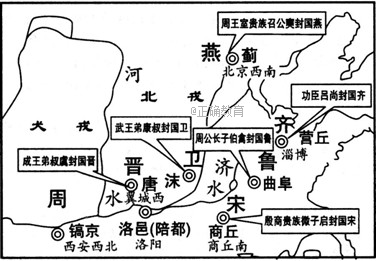 周王室贵族召公奭国封燕
燕
蓟
北京西南
河
北 戎
@正确教育
犬 戎
功臣吕尚国封齐
齐
营丘
淄博
武王弟康叔封国卫
周公长子伯禽封国鲁
成王弟叔虞封国晋
晋
卫
济
水
鲁
唐
翼城西
沫
曲阜
周
水
宋
殷商贵族微子启封国宋
镐京
西安西北
洛邑(陪都)
洛阳
商丘
商丘南